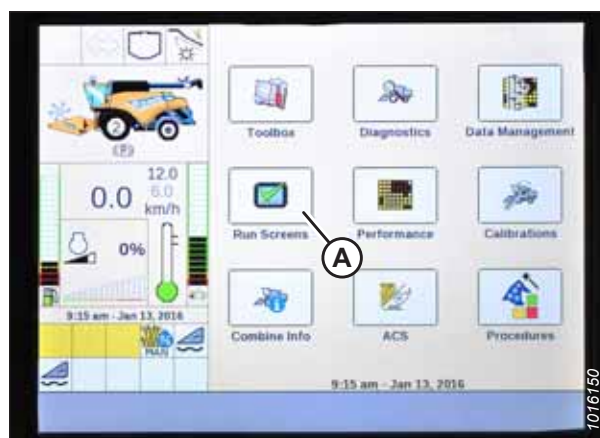 Toolbox
Diagnostics
Data Management
2
(P)
12.0
6.0
0.0
km/h
Run Screens
Performance
Calibrations
A
0%
9:15 am - Jan 13, 2016
MAN
Combine Info
ACS
Procedures
9:15 am - Jan 13, 2016
1016150